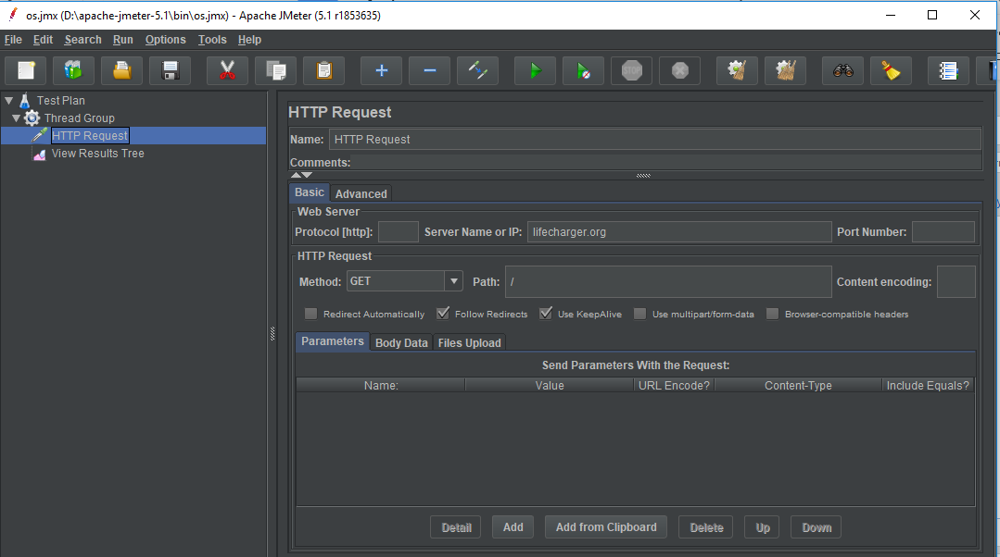 os.jmx (D:\apache-jmeter-5.1\bin\os.jmx) - Apache JMeter (5.1 r1853635)
File Edit Search Run Options Tools Help
STOP
Test Plan
Thread Group
HTTP Request
View Results Tree
HTTP Request
Name: HTTP Request
Comments:
Basic Advanced
Web Server
Protocol [http]: Server Name or IP: lifecharger.org Port Number:
HTTP Request
Method: GET Path: / Content encoding:
Redirect Automatically Follow Redirects Use KeepAlive Use multipart/form-data Browser-compatible headers
Parameters Body Data Files Upload
Send Parameters With the Request:
Name: Value URL Encode? Content-Type Include Equals?
Detail Add Add from Clipboard Delete Up Down